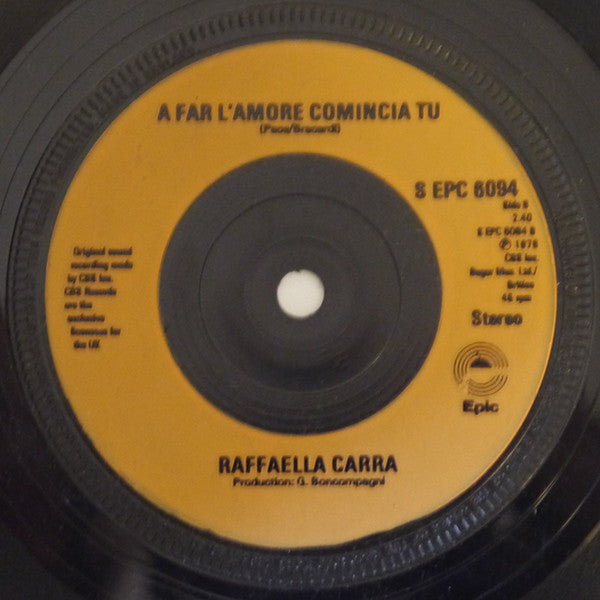 A FAR L'AMORE COMINCIA TU
(Pace/Bracardi)
S EPC 6094
Side B
2.40
S EPC 6094 B
℗ 1976
CBS Inc.
Sugar Mus. Ltd./
Britico
45 rpm
Stereo
Original sound
recording made
by CBS Inc.
CBS Records
are the
exclusive
licensees for
the UK
Epic
RAFFAELLA CARRA
Production: G. Boncompagni